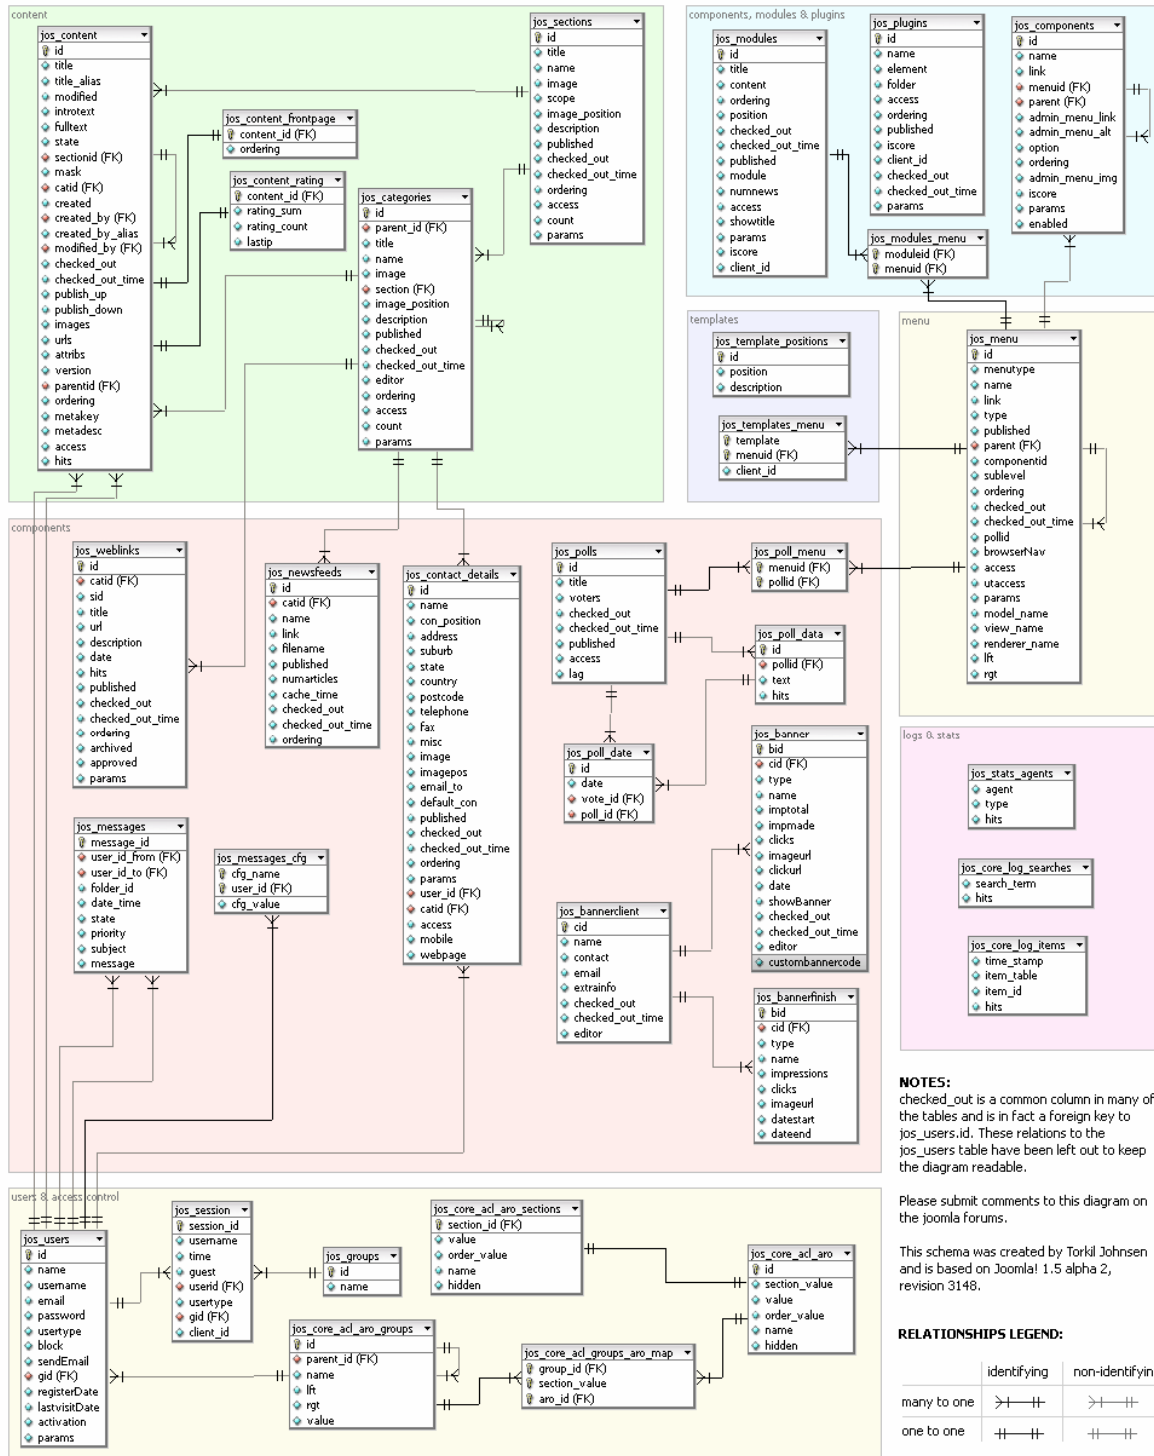 content
jos_content
id
title
title_alias
modified
introtext
fulltext
state
sectionid (FK)
mask
catid (FK)
created
created_by (FK)
created_by_alias
modified_by (FK)
checked_out
checked_out_time
publish_up
publish_down
images
urls
attribs
version
parentid (FK)
ordering
metakey
metadesc
access
hits
jos_content_frontpage
content_id (FK)
ordering
jos_content_rating
content_id (FK)
rating_sum
rating_count
lastip
jos_categories
id
parent_id (FK)
title
name
image
section (FK)
image_position
description
published
checked_out
checked_out_time
editor
ordering
access
count
params
jos_sections
id
title
name
image
scope
image_position
description
published
checked_out
checked_out_time
ordering
access
count
params
components, modules & plugins
jos_modules
id
title
content
ordering
position
checked_out
checked_out_time
published
module
numnews
access
showtitle
params
iscore
client_id
jos_plugins
id
name
element
folder
access
ordering
published
iscore
client_id
checked_out
checked_out_time
params
jos_modules_menu
moduleid (FK)
menuid (FK)
jos_components
id
name
link
menuid (FK)
parent (FK)
admin_menu_link
admin_menu_alt
option
ordering
admin_menu_img
iscore
params
enabled
templates
jos_template_positions
id
position
description
jos_templates_menu
template
menuid (FK)
client_id
menu
jos_menu
id
menutype
name
link
type
published
parent (FK)
componentid
sublevel
ordering
checked_out
checked_out_time
pollid
browserNav
access
utaccess
params
model_name
view_name
renderer_name
lft
rgt
components
jos_weblinks
id
catid (FK)
sid
title
url
description
date
hits
published
checked_out
checked_out_time
ordering
archived
approved
params
jos_newsfeeds
id
catid (FK)
name
link
filename
published
numarticles
cache_time
checked_out
checked_out_time
ordering
jos_contact_details
id
name
con_position
address
suburb
state
country
postcode
telephone
fax
misc
image
imagepos
email_to
default_con
published
checked_out
checked_out_time
ordering
params
user_id (FK)
catid (FK)
access
mobile
webpage
jos_polls
id
title
voters
checked_out
checked_out_time
published
access
lag
jos_poll_menu
menuid (FK)
pollid (FK)
jos_poll_data
id
pollid (FK)
text
hits
jos_poll_date
id
date
vote_id (FK)
poll_id (FK)
jos_banner
bid
cid (FK)
type
name
imptotal
impmade
clicks
imageurl
clickurl
date
showBanner
checked_out
checked_out_time
editor
custombannercode
jos_messages
message_id
user_id_from (FK)
user_id_to (FK)
folder_id
date_time
state
priority
subject
message
jos_messages_cfg
cfg_name
user_id (FK)
cfg_value
jos_bannerclient
cid
name
contact
email
extrainfo
checked_out
checked_out_time
editor
jos_bannerfinish
bid
cid (FK)
type
name
impressions
clicks
imageurl
datestart
dateend
logs & stats
jos_stats_agents
agent
type
hits
jos_core_log_searches
search_term
hits
jos_core_log_items
time_stamp
item_table
item_id
hits
users & access control
jos_users
id
name
username
email
password
usertype
block
sendEmail
gid (FK)
registerDate
lastvisitDate
activation
params
jos_session
session_id
username
time
guest
userid (FK)
usertype
gid (FK)
client_id
jos_groups
id
name
jos_core_acl_aro_sections
section_id (FK)
value
order_value
name
hidden
jos_core_acl_aro_groups
id
parent_id (FK)
name
lft
rgt
value
jos_core_acl_groups_aro_map
group_id (FK)
section_value
aro_id (FK)
jos_core_acl_aro
id
section_value
value
order_value
name
hidden
NOTES:
checked_out is a common column in many of
the tables and is in fact a foreign key to
jos_users.id. These relations to the
jos_users table have been left out to keep
the diagram readable.
Please submit comments to this diagram on
the joomla forums.
This schema was created by Torkil Johnsen
and is based on Joomla! 1.5 alpha 2,
revision 3148.
RELATIONSHIPS LEGEND:
identifying non-identifyin
many to one
one to one